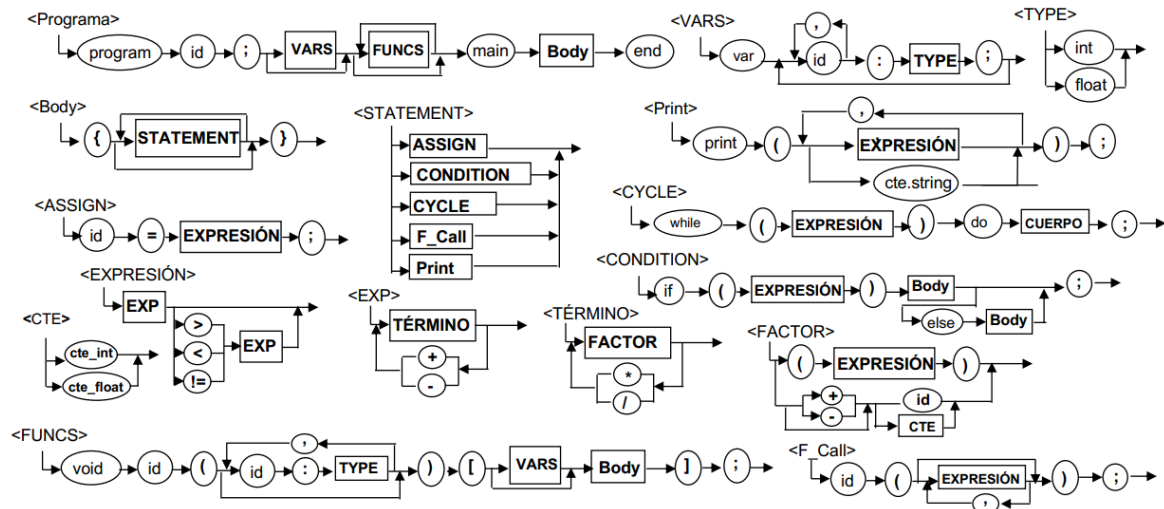 <Programa>
program id ; VARS FUNCS main Body end
<VARS>
var , id : TYPE ;
<TYPE>
int
float
<Body>
{ STATEMENT }
<STATEMENT>
ASSIGN
CONDITION
CYCLE
F_Call
Print
<Print>
print ( , EXPRESIÓN cte.string ) ;
<ASSIGN>
id = EXPRESIÓN ;
<CYCLE>
while ( EXPRESIÓN ) do CUERPO ;
<EXPRESIÓN>
EXP > < != EXP
<CONDITION>
if ( EXPRESIÓN ) Body else Body ;
<CTE>
cte_int
cte_float
<EXP>
TÉRMINO
+
-
<TÉRMINO>
FACTOR
*
/
<FACTOR>
( EXPRESIÓN )
+ id
- CTE
<FUNCS>
void id ( , id : TYPE ) [ VARS Body ] ;
<F_Call>
id ( EXPRESIÓN , ) ;